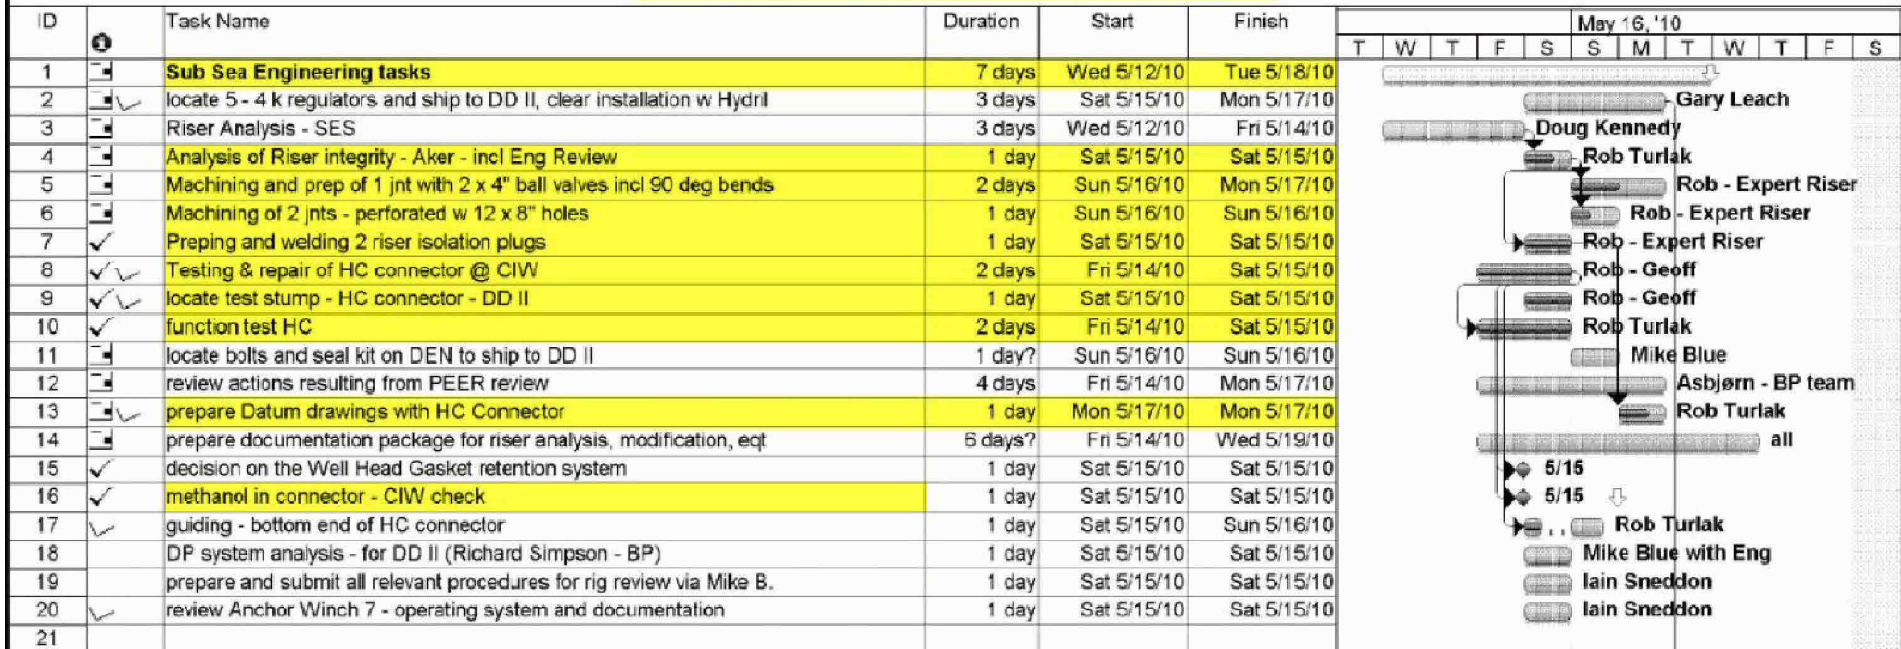 ID Task Name Duration Start Finish May 16, '10
T W T F S S M T W T F S
1 Sub Sea Engineering tasks 7 days Wed 5/12/10 Tue 5/18/10
2 locate 5 - 4 k regulators and ship to DD II, clear installation w Hydril 3 days Sat 5/15/10 Mon 5/17/10 Gary Leach
3 Riser Analysis - SES 3 days Wed 5/12/10 Fri 5/14/10 Doug Kennedy
4 Analysis of Riser integrity - Aker - incl Eng Review 1 day Sat 5/15/10 Sat 5/15/10 Rob Turlak
5 Machining and prep of 1 jnt with 2 x 4" ball valves incl 90 deg bends 2 days Sun 5/16/10 Mon 5/17/10 Rob - Expert Riser
6 Machining of 2 jnts - perforated w 12 x 8" holes 1 day Sun 5/16/10 Sun 5/16/10 Rob - Expert Riser
7 Preping and welding 2 riser isolation plugs 1 day Sat 5/15/10 Sat 5/15/10 Rob - Expert Riser
8 Testing & repair of HC connector @ CIW 2 days Fri 5/14/10 Sat 5/15/10 Rob - Geoff
9 locate test stump - HC connector - DD II 1 day Sat 5/15/10 Sat 5/15/10 Rob - Geoff
10 function test HC 2 days Fri 5/14/10 Sat 5/15/10 Rob Turlak
11 locate bolts and seal kit on DEN to ship to DD II 1 day? Sun 5/16/10 Sun 5/16/10 Mike Blue
12 review actions resulting from PEER review 4 days Fri 5/14/10 Mon 5/17/10 Asbjørn - BP team
13 prepare Datum drawings with HC Connector 1 day Mon 5/17/10 Mon 5/17/10 Rob Turlak
14 prepare documentation package for riser analysis, modification, eqt 6 days? Fri 5/14/10 Wed 5/19/10 all
15 decision on the Well Head Gasket retention system 1 day Sat 5/15/10 Sat 5/15/10 5/15
16 methanol in connector - CIW check 1 day Sat 5/15/10 Sat 5/15/10 5/15
17 guiding - bottom end of HC connector 1 day Sat 5/15/10 Sun 5/16/10 Rob Turlak
18 DP system analysis - for DD II (Richard Simpson - BP) 1 day Sat 5/15/10 Sat 5/15/10 Mike Blue with Eng
19 prepare and submit all relevant procedures for rig review via Mike B. 1 day Sat 5/15/10 Sat 5/15/10 Iain Sneddon
20 review Anchor Winch 7 - operating system and documentation 1 day Sat 5/15/10 Sat 5/15/10 Iain Sneddon
21